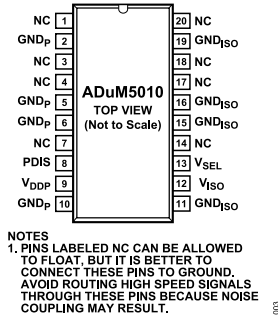 NC 1
GNDP 2
NC 3
NC 4
GNDP 5
GNDP 6
NC 7
PDIS 8
VDDP 9
GNDP 10
ADuM5010
TOP VIEW
(Not to Scale)
20 NC
19 GNDISO
18 NC
17 NC
16 GNDISO
15 GNDISO
14 NC
13 VSEL
12 VISO
11 GNDISO
NOTES
1. PINS LABELED NC CAN BE ALLOWED
TO FLOAT, BUT IT IS BETTER TO
CONNECT THESE PINS TO GROUND.
AVOID ROUTING HIGH SPEED SIGNALS
THROUGH THESE PINS BECAUSE NOISE
COUPLING MAY RESULT.
003